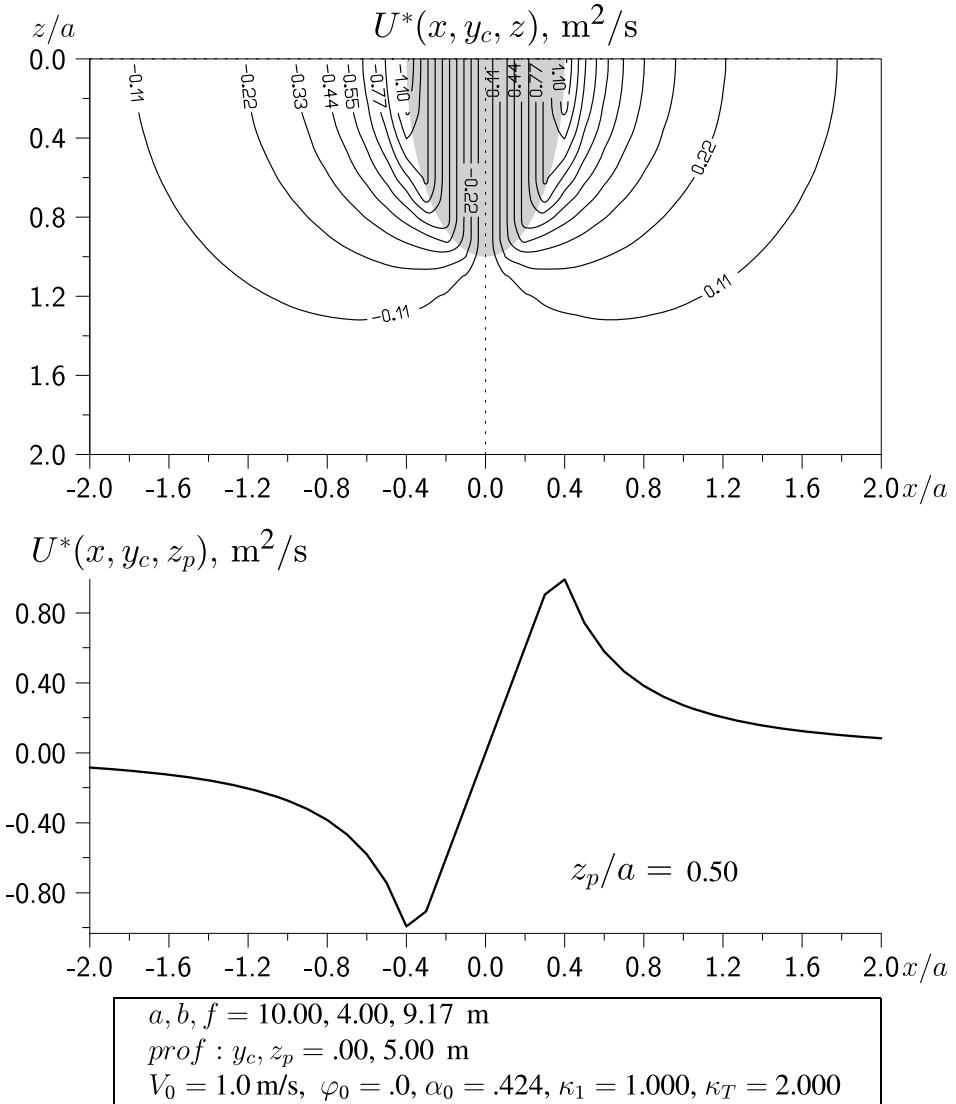 z/a
U*(x, y_c, z), m²/s
0.0
0.4
0.8
1.2
1.6
2.0
-0.11
-0.22
-0.33
-0.44
-0.55
-0.77
-1.10
0.11
0.44
0.77
1.10
-0.22
0.22
-0.11
0.11
-2.0 -1.6 -1.2 -0.8 -0.4 0.0 0.4 0.8 1.2 1.6 2.0 x/a
U*(x, y_c, z_p), m²/s
0.80
0.40
0.00
-0.40
-0.80
z_p/a = 0.50
-2.0 -1.6 -1.2 -0.8 -0.4 0.0 0.4 0.8 1.2 1.6 2.0 x/a
a, b, f = 10.00, 4.00, 9.17 m
prof : y_c, z_p = .00, 5.00 m
V₀ = 1.0 m/s, φ₀ = .0, α₀ = .424, κ₁ = 1.000, κ_T = 2.000